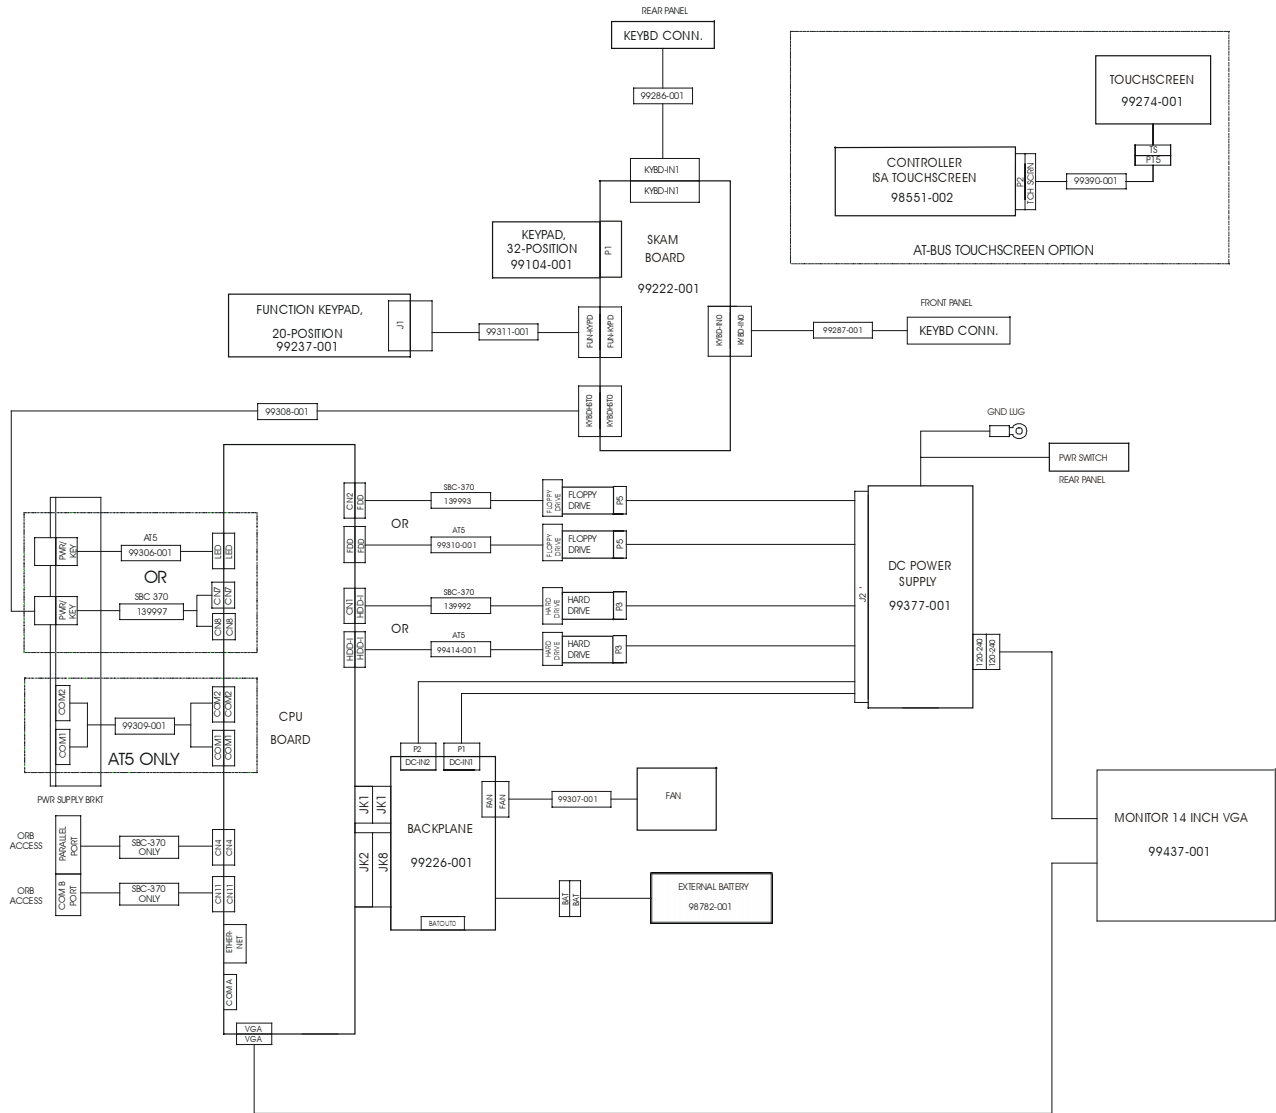 REAR PANEL
KEYBD CONN.
99286-001
KYBD-IN1
KYBD-IN1
SKAM
BOARD
99222-001
KEYPAD,
32-POSITION
99104-001
P1
FUNCTION KEYPAD,
20-POSITION
99237-001
J1
99311-001
FUN-KYPD
FUN-KYPD
KYBD-IN0
KYBD-IN0
99287-001
FRONT PANEL
KEYBD CONN.
KYBDHST0
KYBDHST0
99308-001
TOUCHSCREEN
99274-001
TS
P15
CONTROLLER
ISA TOUCHSCREEN
98551-002
P2
TCH SCRN
99390-001
AT-BUS TOUCHSCREEN OPTION
GND LUG
PWR SWITCH
REAR PANEL
CN2
FDD
SBC-370
139993
FLOPPY
DRIVE
FLOPPY
DRIVE
P5
OR
FDD
FDD
AT5
99310-001
FLOPPY
DRIVE
FLOPPY
DRIVE
P5
CN1
HDD-I
SBC-370
139992
HARD
DRIVE
HARD
DRIVE
P3
OR
HDD-I
HDD-I
AT5
99414-001
HARD
DRIVE
HARD
DRIVE
P3
J2'
DC POWER
SUPPLY
99377-001
120-240
120-240
PWR/
KEY
AT5
99306-001
LED
LED
OR
PWR/
KEY
SBC 370
139997
CN7
CN7
CN8
CN8
COM2
COM1
99309-001
COM2
COM2
COM1
COM1
AT5 ONLY
CPU
BOARD
PWR SUPPLY BRKT
ORB
ACCESS
PARALLEL
PORT
SBC-370
ONLY
CN4
CN4
ORB
ACCESS
COM B
PORT
SBC-370
ONLY
CN11
CN11
ETHER-
NET
COM A
VGA
VGA
P2
DC-IN2
P1
DC-IN1
JK1
JK1
JK2
JK8
BACKPLANE
99226-001
BATOUT0
FAN
FAN
99307-001
FAN
BAT
BAT
EXTERNAL BATTERY
98782-001
MONITOR 14 INCH VGA
99437-001